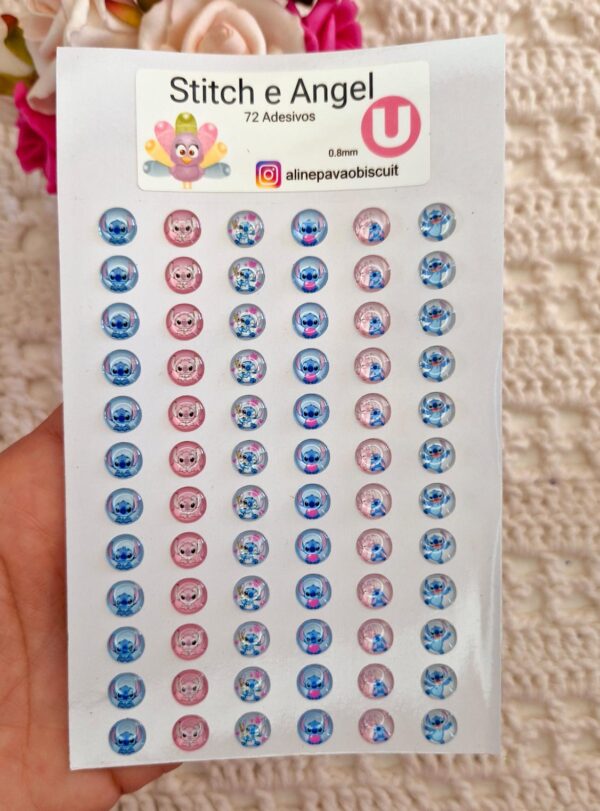 Stitch e Angel
72 Adesivos
U
0.8mm
alinepavaobiscuit